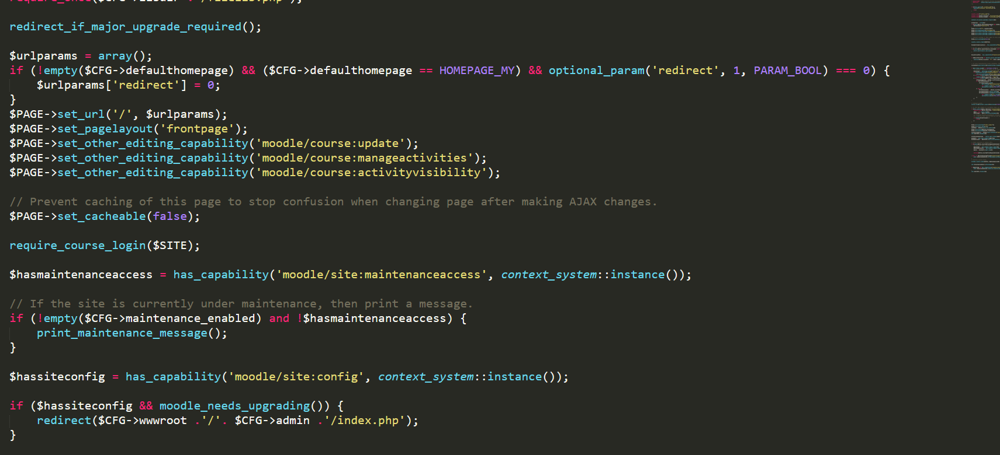 redirect_if_major_upgrade_required();
$urlparams = array();
if (!empty($CFG->defaulthomepage) && ($CFG->defaulthomepage == HOMEPAGE_MY) && optional_param('redirect', 1, PARAM_BOOL) === 0) {
    $urlparams['redirect'] = 0;
}
$PAGE->set_url('/', $urlparams);
$PAGE->set_pagelayout('frontpage');
$PAGE->set_other_editing_capability('moodle/course:update');
$PAGE->set_other_editing_capability('moodle/course:manageactivities');
$PAGE->set_other_editing_capability('moodle/course:activityvisibility');
// Prevent caching of this page to stop confusion when changing page after making AJAX changes.
$PAGE->set_cacheable(false);
require_course_login($SITE);
$hasmaintenanceaccess = has_capability('moodle/site:maintenanceaccess', context_system::instance());
// If the site is currently under maintenance, then print a message.
if (!empty($CFG->maintenance_enabled) and !$hasmaintenanceaccess) {
    print_maintenance_message();
}
$hassiteconfig = has_capability('moodle/site:config', context_system::instance());
if ($hassiteconfig && moodle_needs_upgrading()) {
    redirect($CFG->wwwroot .'/'. $CFG->admin .'/index.php');
}